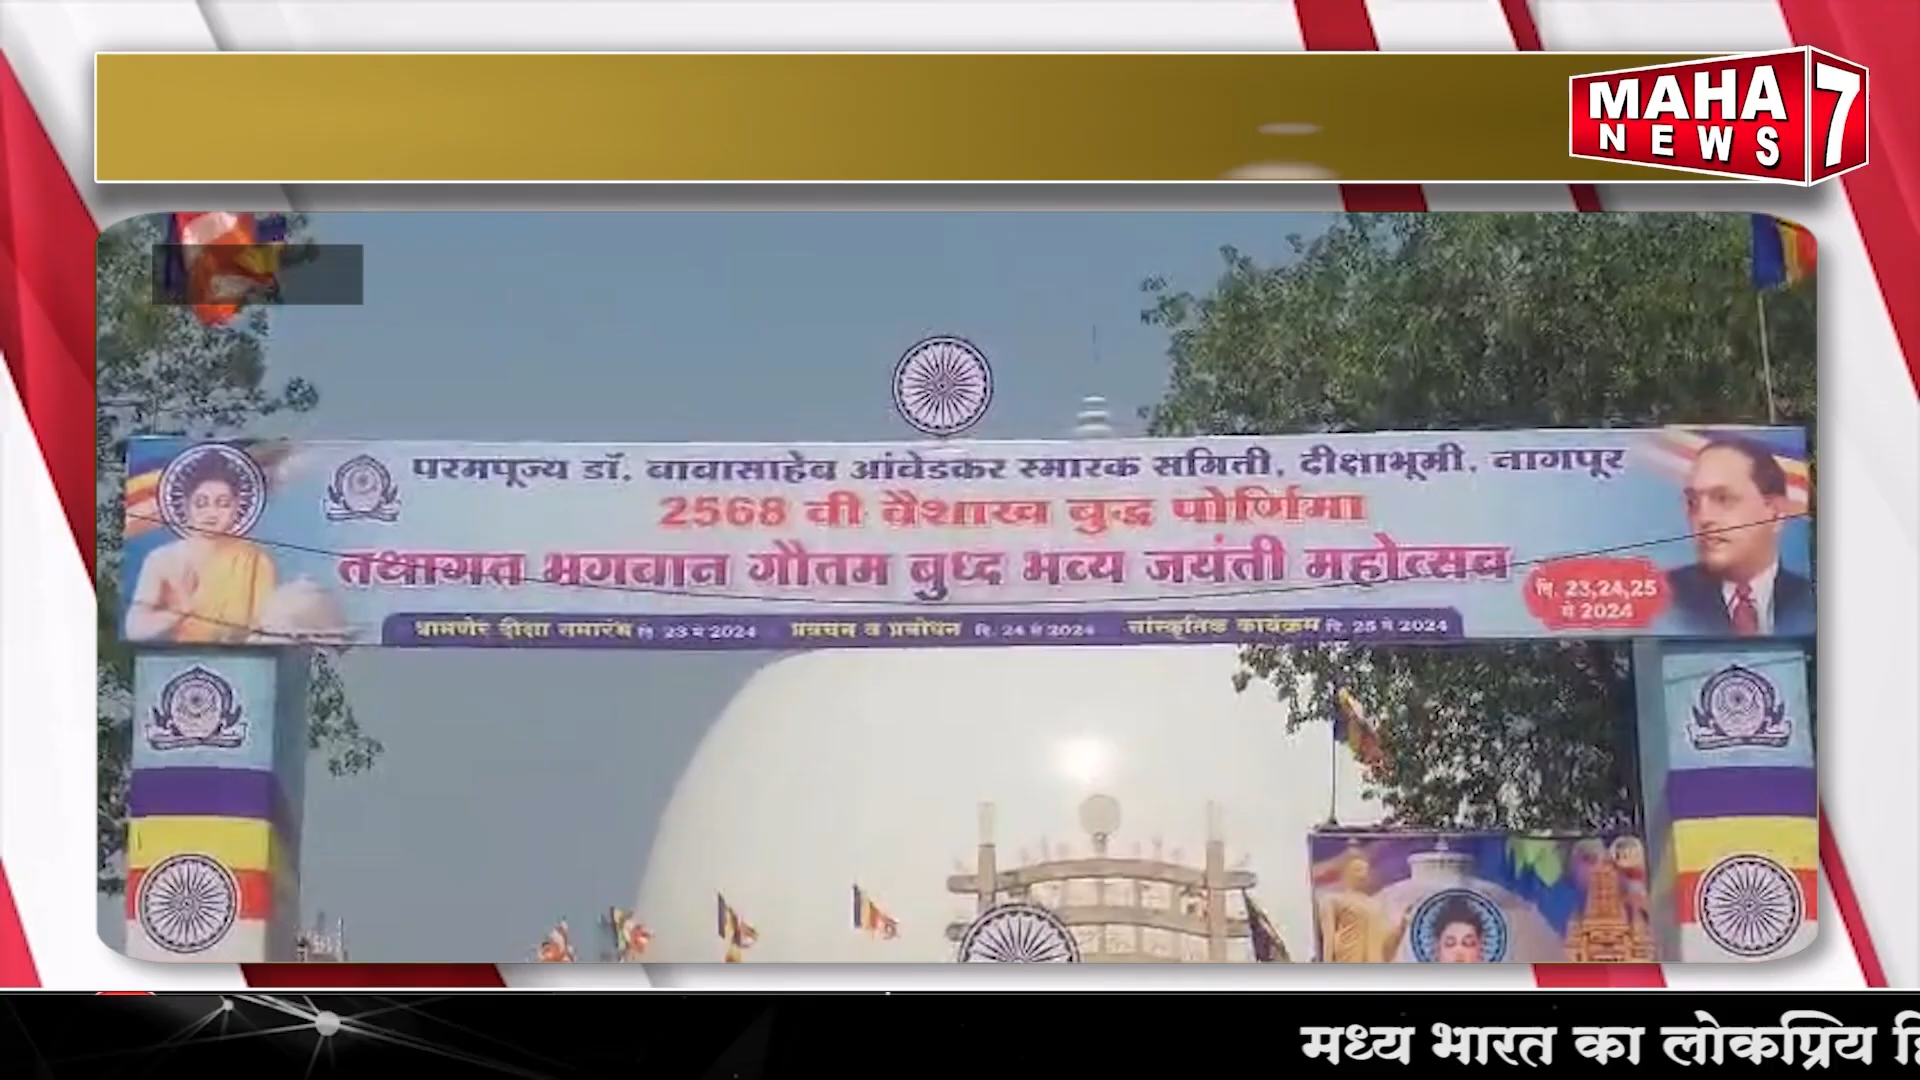 MAHA
NEWS
7
परमपूज्य डॉ. बाबासाहेब आंबेडकर स्मारक समिती, दीक्षाभूमी, नागपूर
2568 वी वैशाख बुद्ध पोर्णिमा
तथागत भगवान गौतम बुध्द भव्य जयंती महोत्सव
दि. 23,24,25
मे 2024
श्रामणेर दीक्षा समारंभ दि. 23 मे 2024 प्रवचन व प्रबोधन दि. 24 मे 2024 सांस्कृतिक कार्यक्रम दि. 25 मे 2024
मध्य भारत का लोकप्रिय